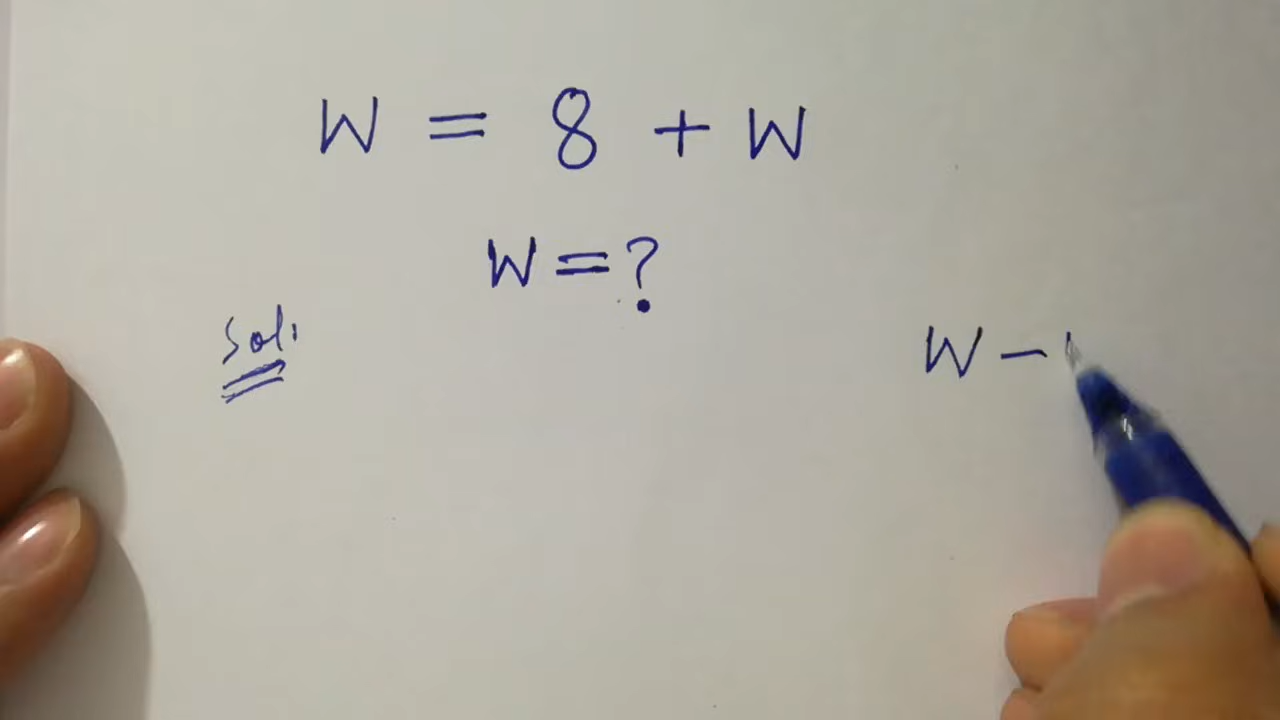 W = 8 + W
W = ?
Sol:
W –